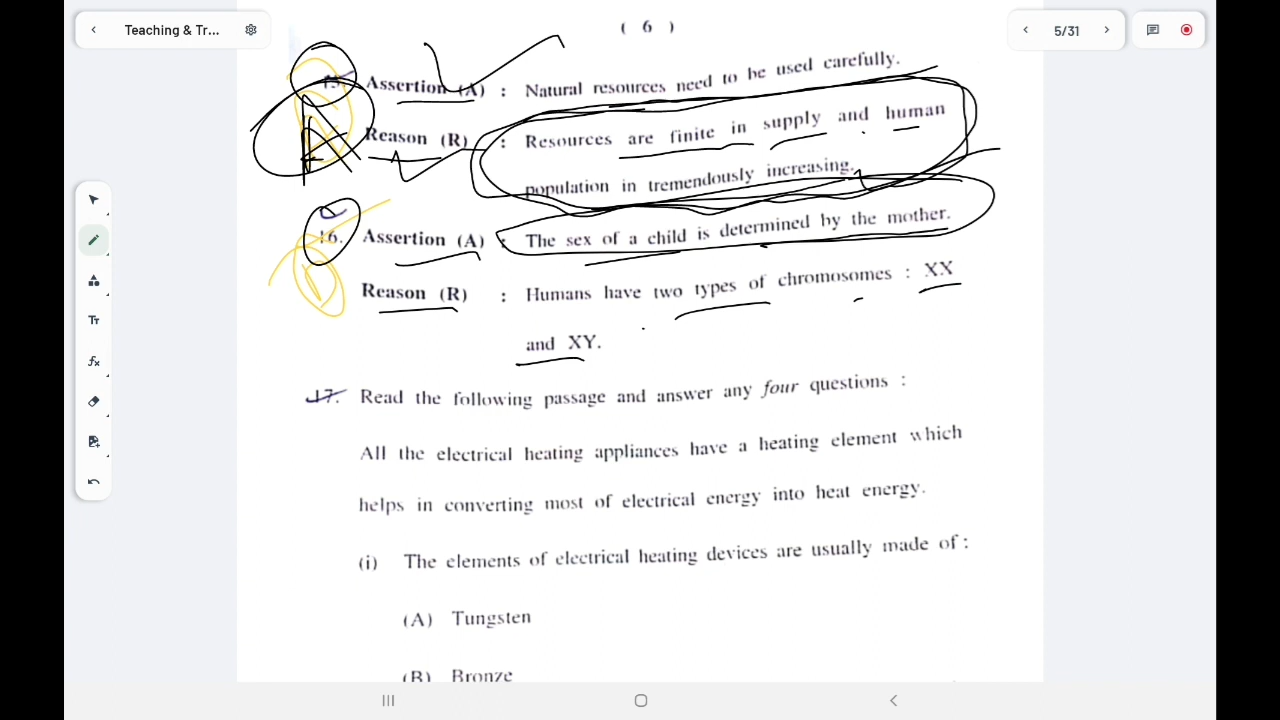 Teaching & Tr...
5/31
( 6 )
15. Assertion (A) : Natural resources need to be used carefully.
Reason (R) : Resources are finite in supply and human
population in tremendously increasing.
A
16. Assertion (A) : The sex of a child is determined by the mother.
D
Reason (R) : Humans have two types of chromosomes : XX
and XY.
17. Read the following passage and answer any four questions :
All the electrical heating appliances have a heating element which
helps in converting most of electrical energy into heat energy.
(i) The elements of electrical heating devices are usually made of :
(A) Tungsten
(B) Bronze
Tт
fx